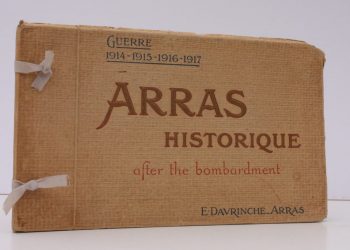 GUERRE
1914-1915-1916-1917
ARRAS
HISTORIQUE
after the bombardment
E. DAVRINCHE_ARRAS